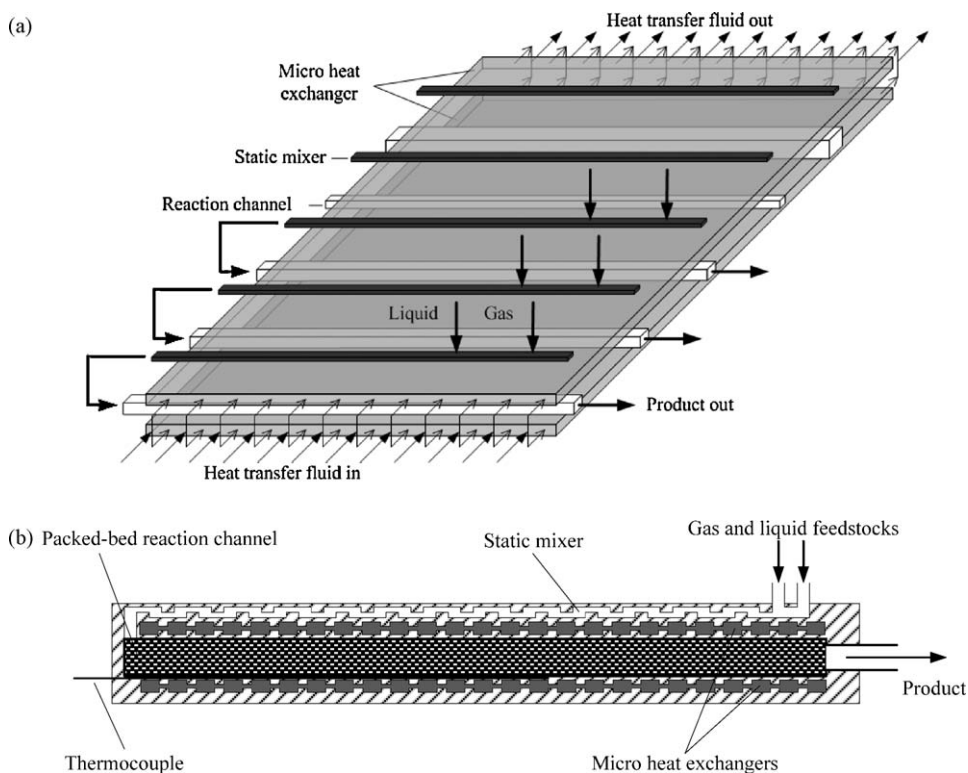 (a)
Heat transfer fluid out
Micro heat
exchanger
Static mixer
Reaction channel
Liquid
Gas
Product out
Heat transfer fluid in
(b)
Packed-bed reaction channel
Static mixer
Gas and liquid feedstocks
Product
Thermocouple
Micro heat exchangers